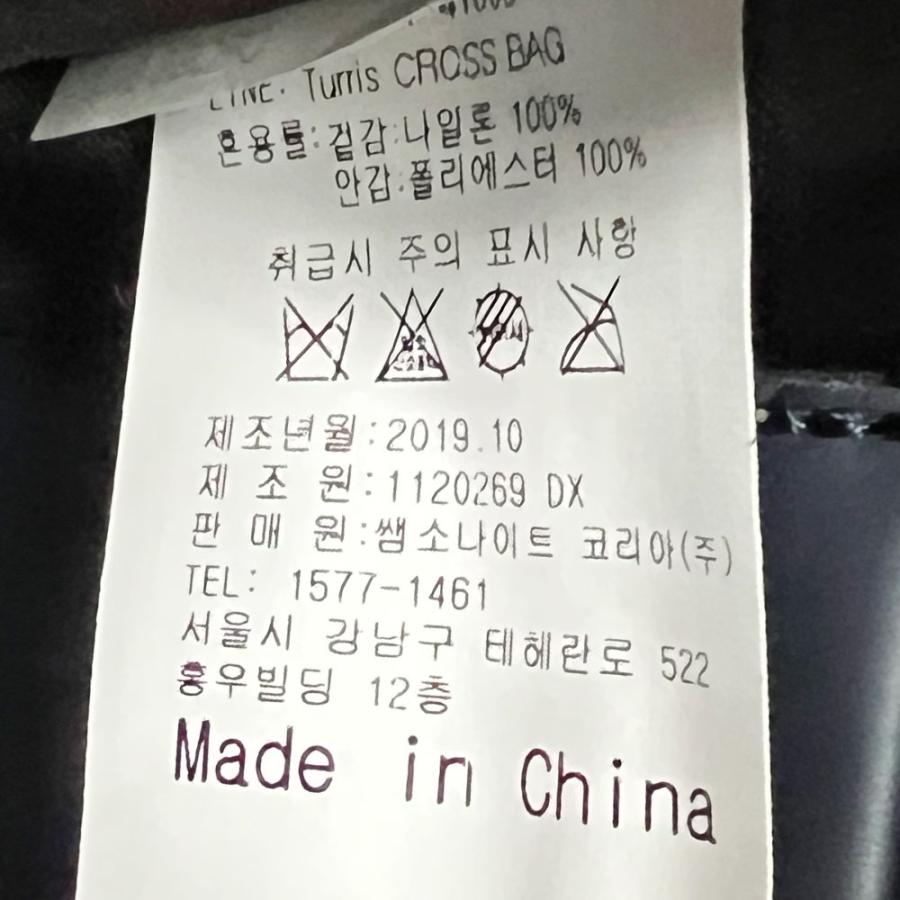 LINE: Turris CROSS BAG
혼용률: 겉감:나일론 100%
안감:폴리에스터 100%
취급시 주의 표시 사항
제조년월:2019.10
제 조 원:1120269 DX
판 매 원:쌤소나이트 코리아(주)
TEL: 1577-1461
서울시 강남구 테헤란로 522
홍우빌딩 12층
Made in China